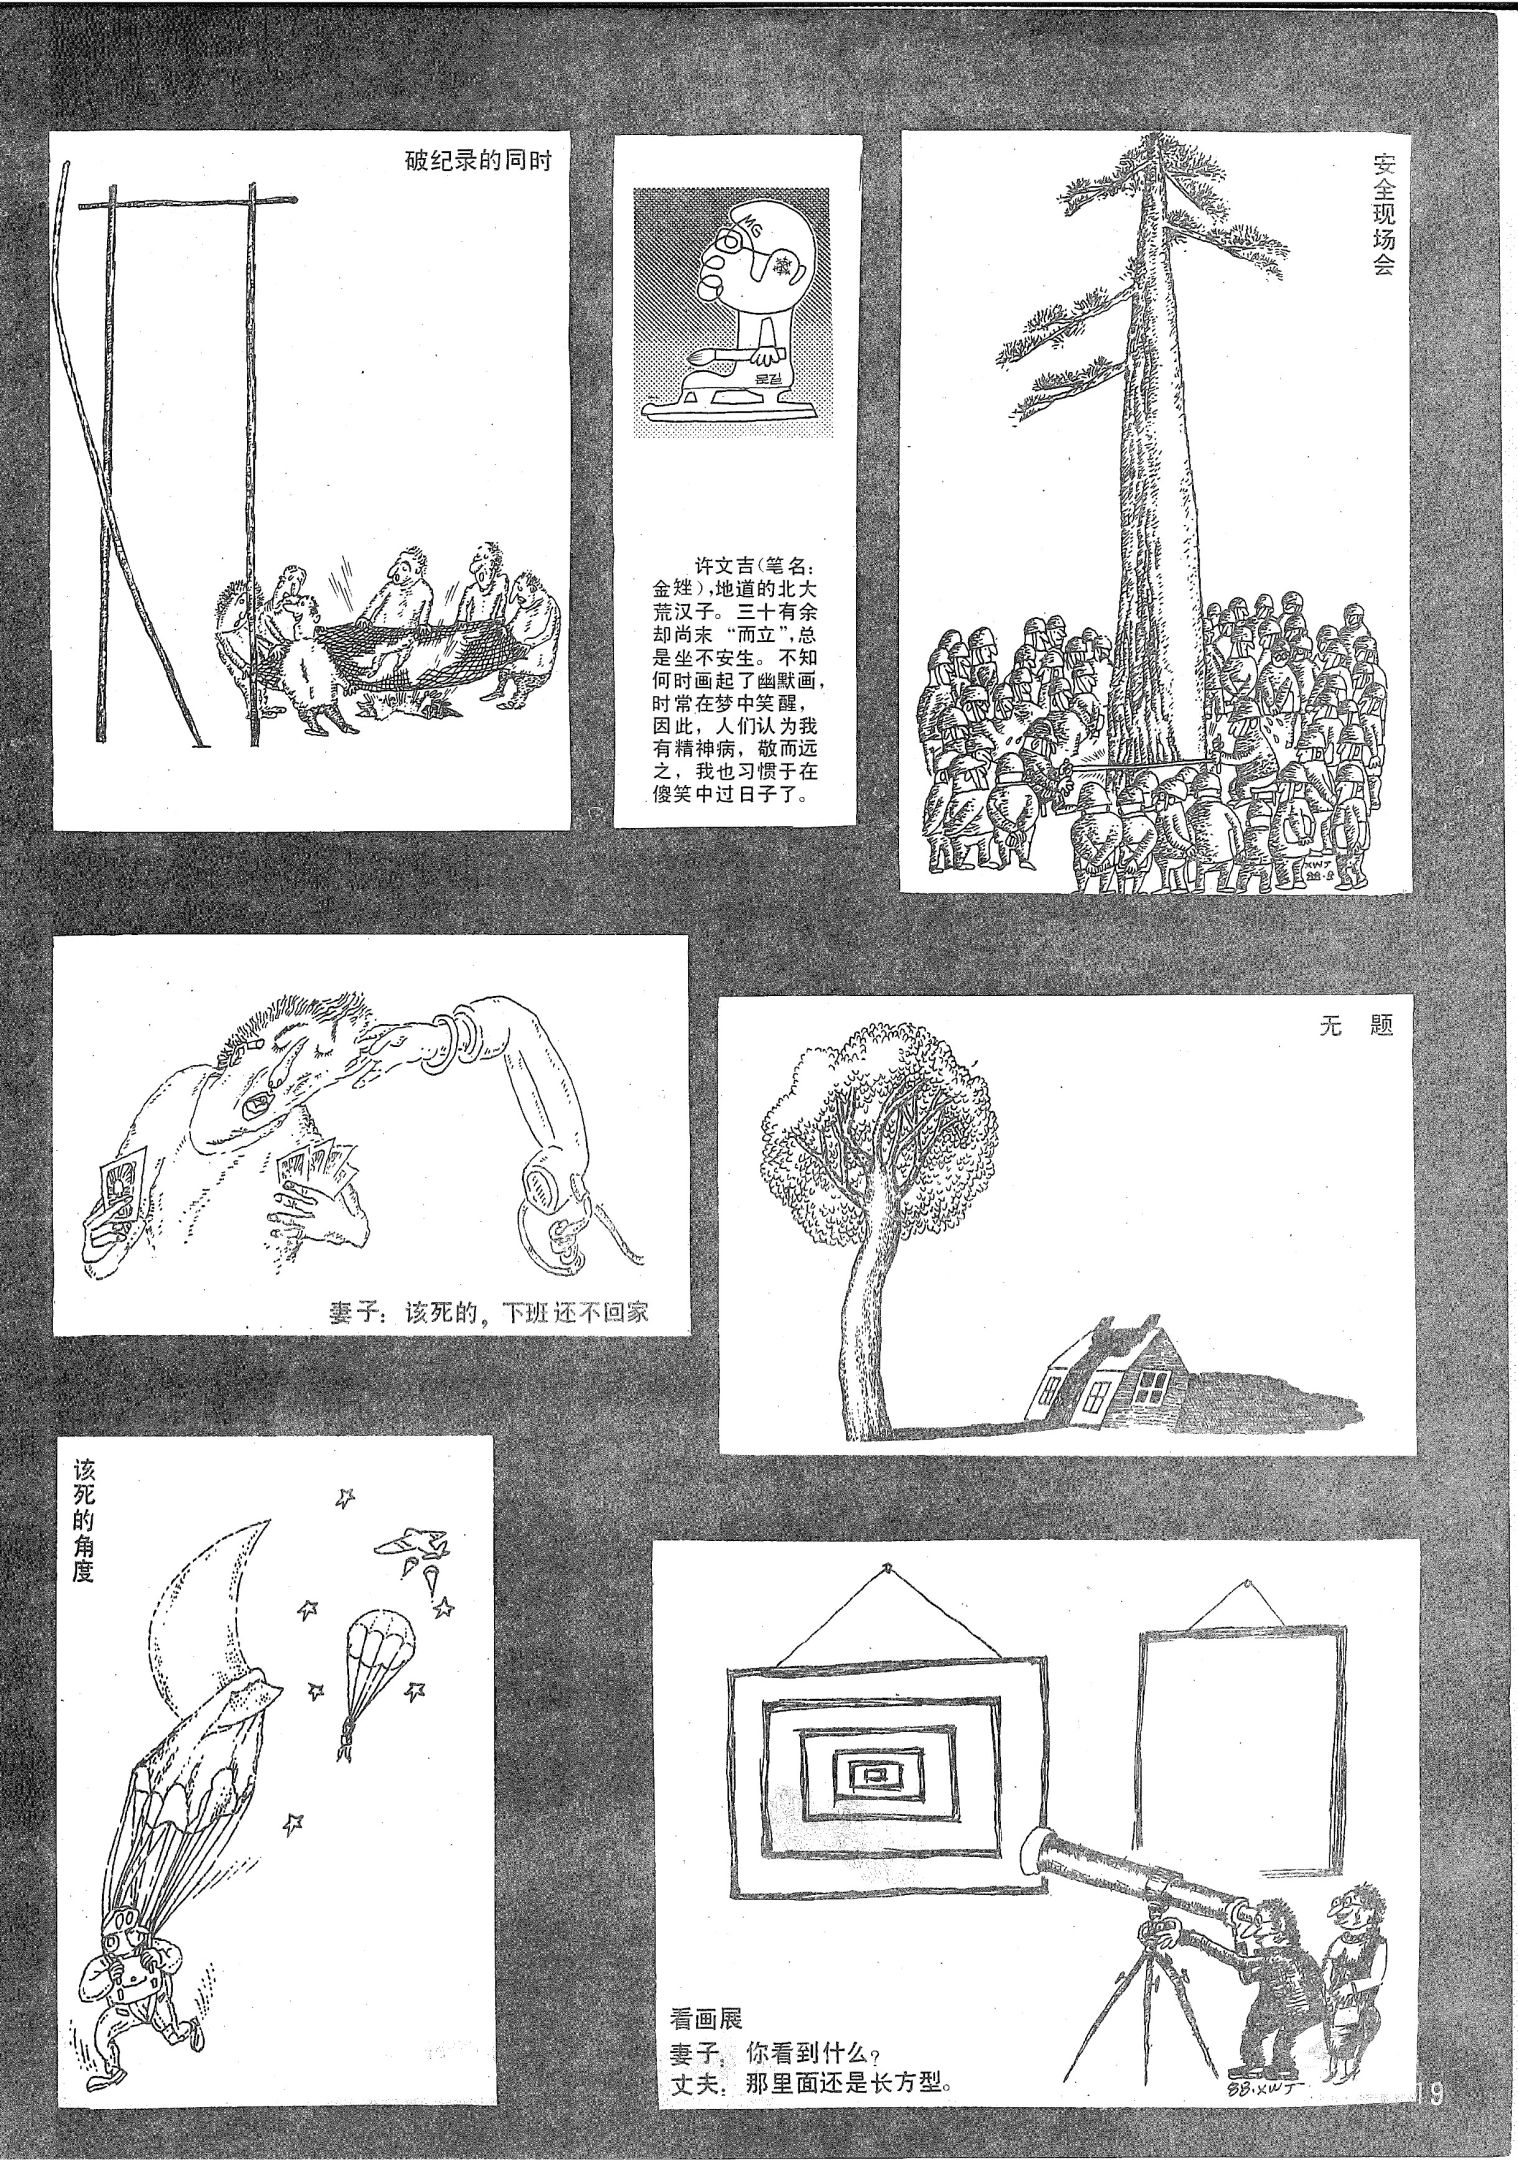 破纪录的同时
MG
许文吉（笔名：
金矬），地道的北大
荒汉子。三十有余
却尚未“而立”，总
是坐不安生。不知
何时画起了幽默画，
时常在梦中笑醒，
因此，人们认为我
有精神病，敬而远
之，我也习惯于在
傻笑中过日子了。
安全现场会
XWJ
88.8
妻子：该死的，下班还不回家
无 题
该死的角度
看画展
妻子：你看到什么？
丈夫：那里面还是长方型。
88.XWJ
19